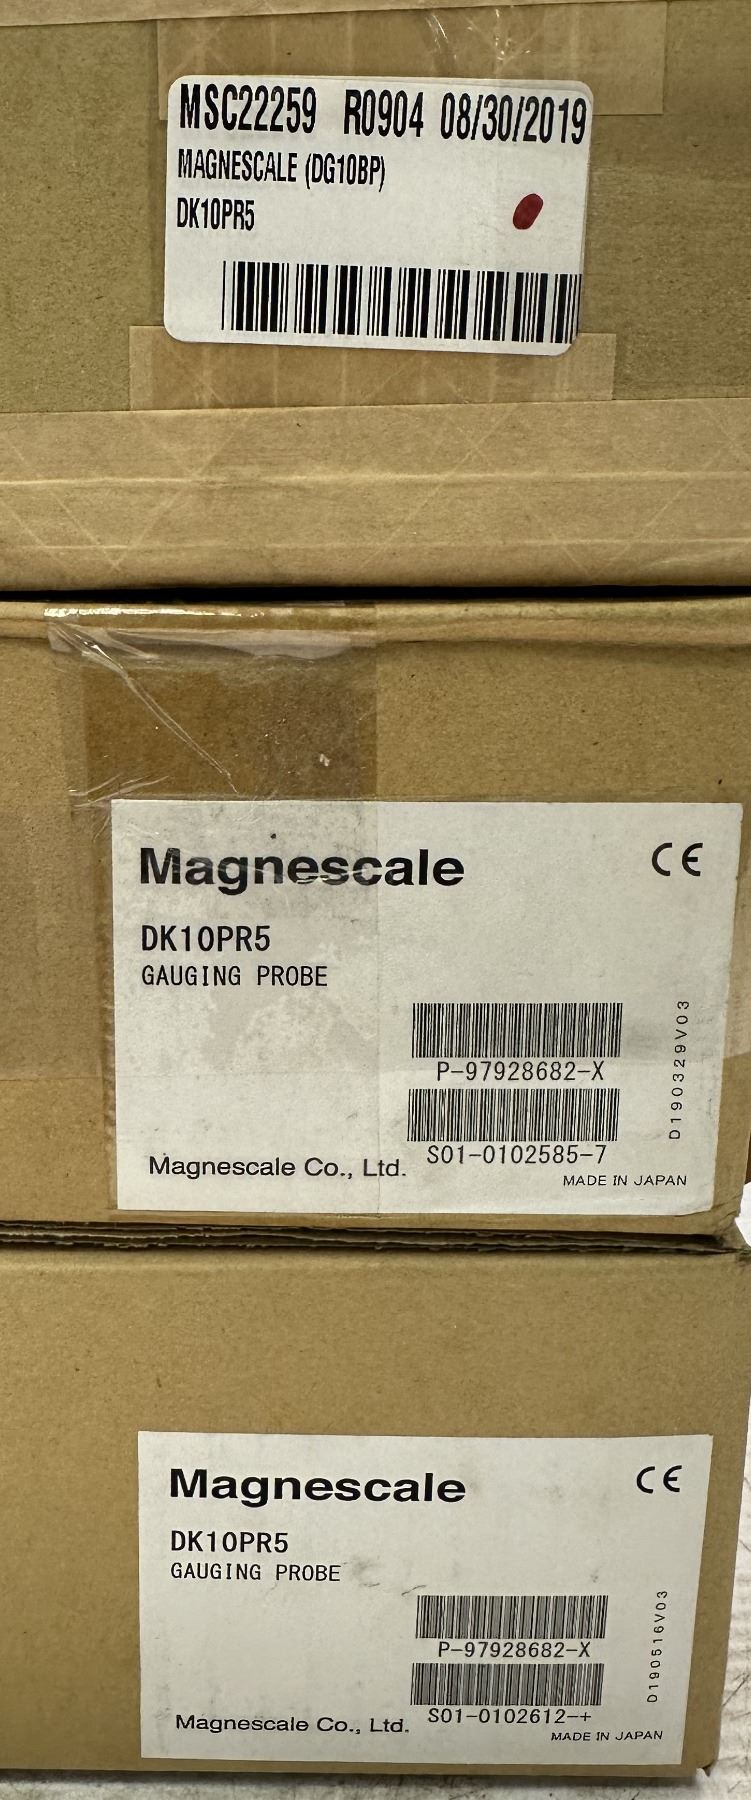 MSC22259 R0904 08/30/2019
MAGNESCALE (DG10BP)
DK10PR5
Magnescale CE
DK10PR5
GAUGING PROBE
P-97928682-X
S01-0102585-7
D190329V03
Magnescale Co., Ltd.
MADE IN JAPAN
Magnescale CE
DK10PR5
GAUGING PROBE
P-97928682-X
S01-0102612-+
D190516V03
Magnescale Co., Ltd.
MADE IN JAPAN